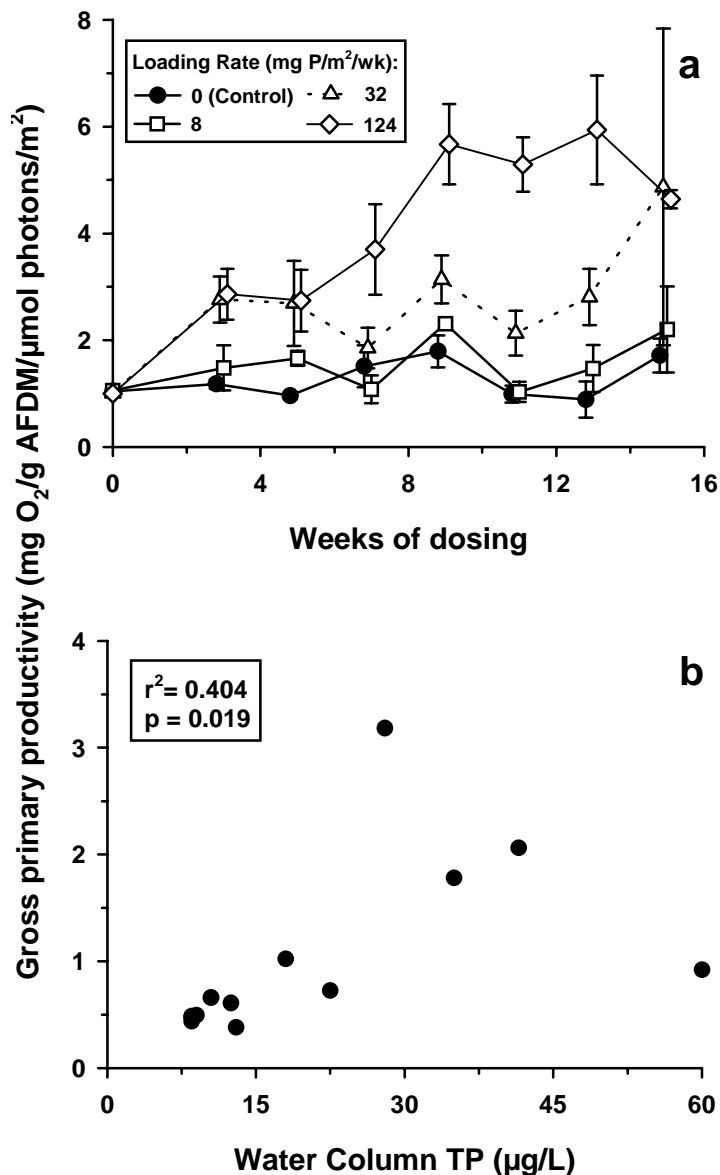 Gross primary productivity (mg O2/g AFDM/µmol photons/m2)
a
Loading Rate (mg P/m2/wk):
0 (Control) 32
8 124
8
6
4
2
0
0 4 8 12 16
Weeks of dosing
b
r2= 0.404
p = 0.019
4
3
2
1
0
0 15 30 45 60
Water Column TP (µg/L)